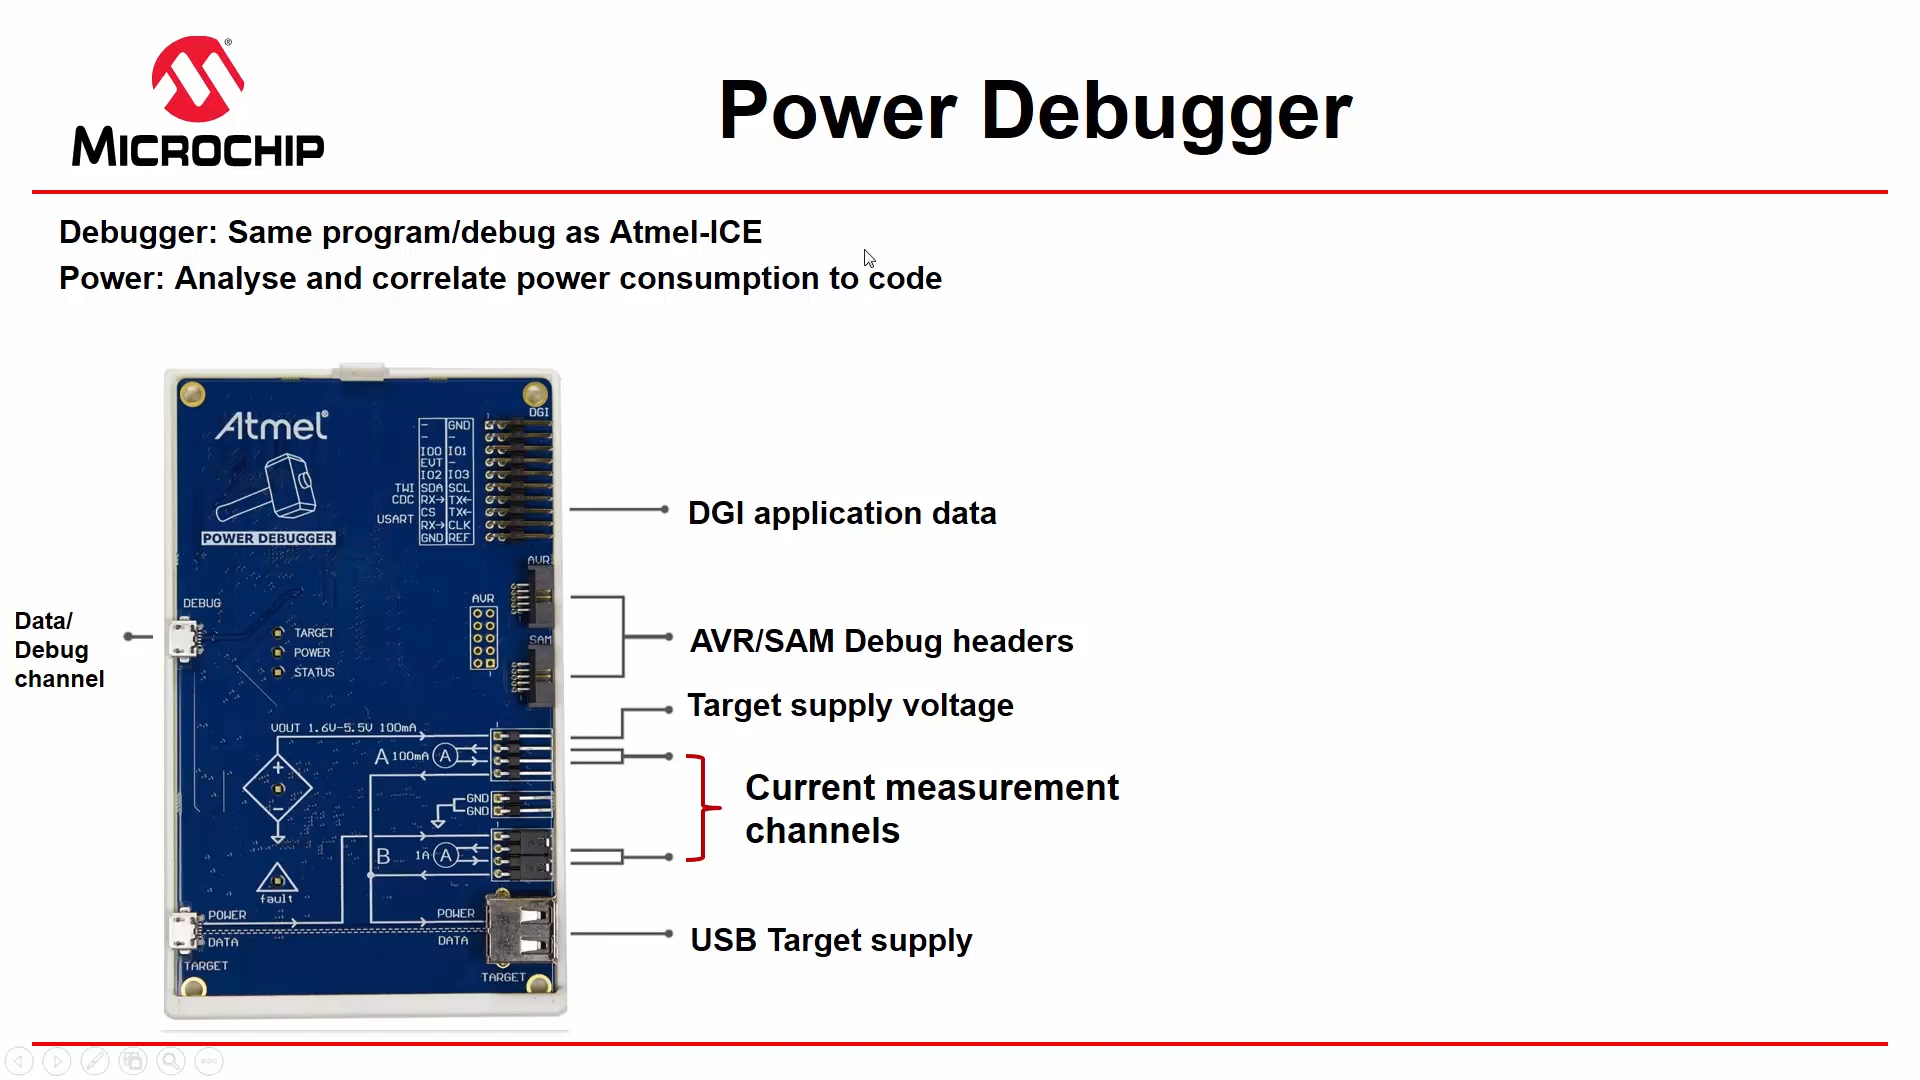 MICROCHIP
®
Power Debugger
Debugger: Same program/debug as Atmel-ICE
Power: Analyse and correlate power consumption to code
Atmel®
POWER DEBUGGER
DGI
1
- GND
- -
IO0 IO1
EVT -
IO2 IO3
TWI SDA SCL
CDC RX→ TX←
CS TX←
USART
RX→ CLK
GND REF
DGI application data
AVR
AVR
SAM
1
AVR/SAM Debug headers
Data/
Debug
channel
DEBUG
TARGET
POWER
STATUS
Target supply voltage
VOUT 1.6V-5.5V 100mA
1
A 100mA A
+
-
GND
GND
Current measurement
channels
1
B 1A A
fault
POWER
DATA
TARGET
POWER
DATA
TARGET
USB Target supply